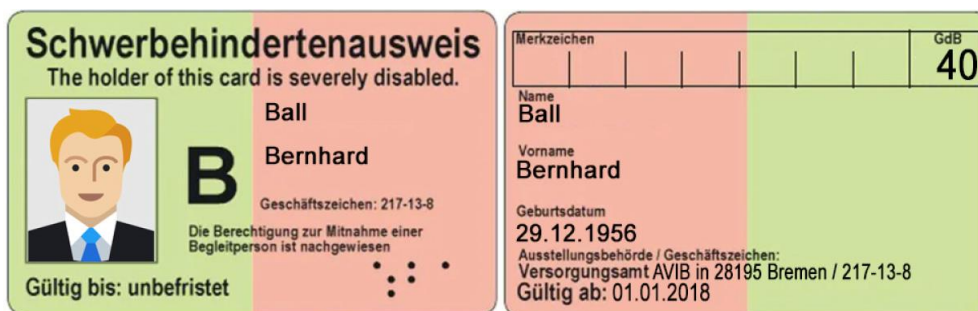 Schwerbehindertenausweis
The holder of this card is severely disabled.
Ball
Bernhard
B
Geschäftszeichen: 217-13-8
Die Berechtigung zur Mitnahme einer
Begleitperson ist nachgewiesen
Gültig bis: unbefristet
Merkzeichen
GdB
40
Name
Ball
Vorname
Bernhard
Geburtsdatum
29.12.1956
Ausstellungsbehörde / Geschäftszeichen:
Versorgungsamt AVIB in 28195 Bremen / 217-13-8
Gültig ab: 01.01.2018